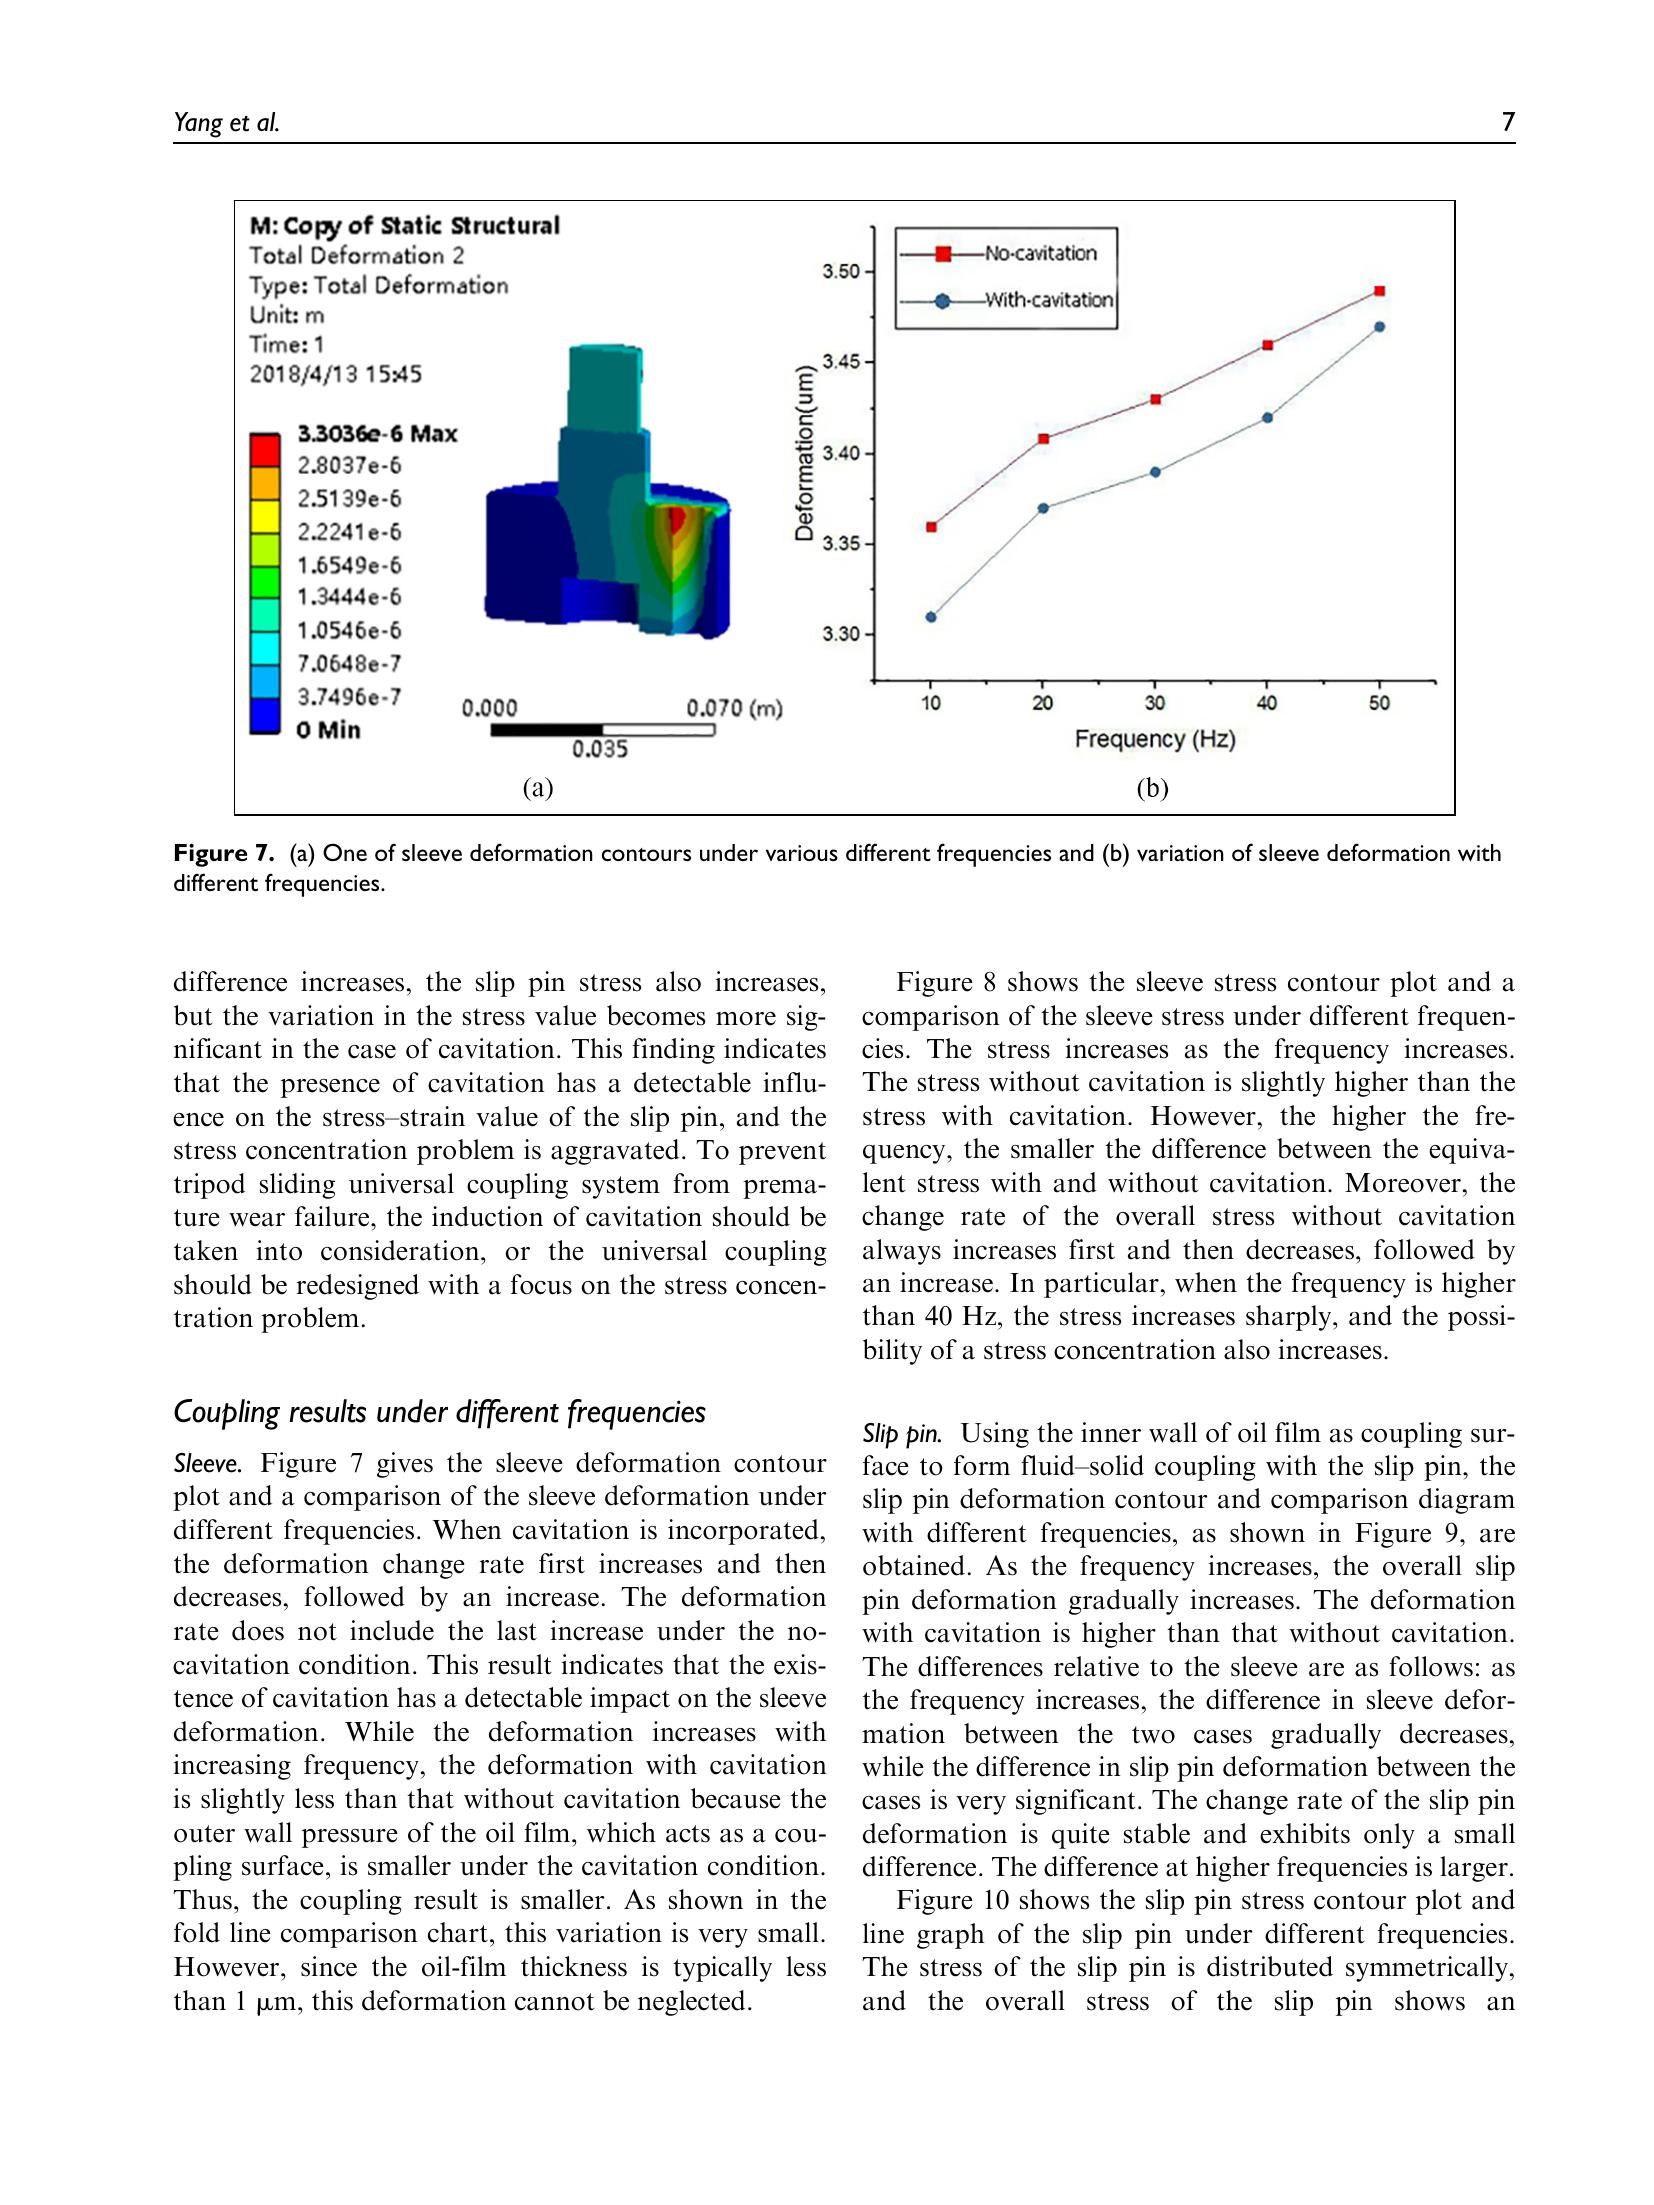 Yang et al.
7
M: Copy of Static Structural
Total Deformation 2
Type: Total Deformation
Unit: m
Time: 1
2018/4/13 15:45
3.3036e-6 Max
2.8037e-6
2.5139e-6
2.2241e-6
1.6549e-6
1.3444e-6
1.0546e-6
7.0648e-7
3.7496e-7
0 Min
0.000
0.070 (m)
0.035
(a)
No-cavitation
With-cavitation
Deformation(um)
3.50
3.45
3.40
3.35
3.30
10
20
30
40
50
Frequency (Hz)
(b)
Figure 7. (a) One of sleeve deformation contours under various different frequencies and (b) variation of sleeve deformation with
different frequencies.
difference increases, the slip pin stress also increases,
but the variation in the stress value becomes more sig-
nificant in the case of cavitation. This finding indicates
that the presence of cavitation has a detectable influ-
ence on the stress–strain value of the slip pin, and the
stress concentration problem is aggravated. To prevent
tripod sliding universal coupling system from prema-
ture wear failure, the induction of cavitation should be
taken into consideration, or the universal coupling
should be redesigned with a focus on the stress concen-
tration problem.
Coupling results under different frequencies
Sleeve. Figure 7 gives the sleeve deformation contour
plot and a comparison of the sleeve deformation under
different frequencies. When cavitation is incorporated,
the deformation change rate first increases and then
decreases, followed by an increase. The deformation
rate does not include the last increase under the no-
cavitation condition. This result indicates that the exis-
tence of cavitation has a detectable impact on the sleeve
deformation. While the deformation increases with
increasing frequency, the deformation with cavitation
is slightly less than that without cavitation because the
outer wall pressure of the oil film, which acts as a cou-
pling surface, is smaller under the cavitation condition.
Thus, the coupling result is smaller. As shown in the
fold line comparison chart, this variation is very small.
However, since the oil-film thickness is typically less
than 1 μm, this deformation cannot be neglected.
Figure 8 shows the sleeve stress contour plot and a
comparison of the sleeve stress under different frequen-
cies. The stress increases as the frequency increases.
The stress without cavitation is slightly higher than the
stress with cavitation. However, the higher the fre-
quency, the smaller the difference between the equiva-
lent stress with and without cavitation. Moreover, the
change rate of the overall stress without cavitation
always increases first and then decreases, followed by
an increase. In particular, when the frequency is higher
than 40 Hz, the stress increases sharply, and the possi-
bility of a stress concentration also increases.
Slip pin. Using the inner wall of oil film as coupling sur-
face to form fluid–solid coupling with the slip pin, the
slip pin deformation contour and comparison diagram
with different frequencies, as shown in Figure 9, are
obtained. As the frequency increases, the overall slip
pin deformation gradually increases. The deformation
with cavitation is higher than that without cavitation.
The differences relative to the sleeve are as follows: as
the frequency increases, the difference in sleeve defor-
mation between the two cases gradually decreases,
while the difference in slip pin deformation between the
cases is very significant. The change rate of the slip pin
deformation is quite stable and exhibits only a small
difference. The difference at higher frequencies is larger.
Figure 10 shows the slip pin stress contour plot and
line graph of the slip pin under different frequencies.
The stress of the slip pin is distributed symmetrically,
and the overall stress of the slip pin shows an